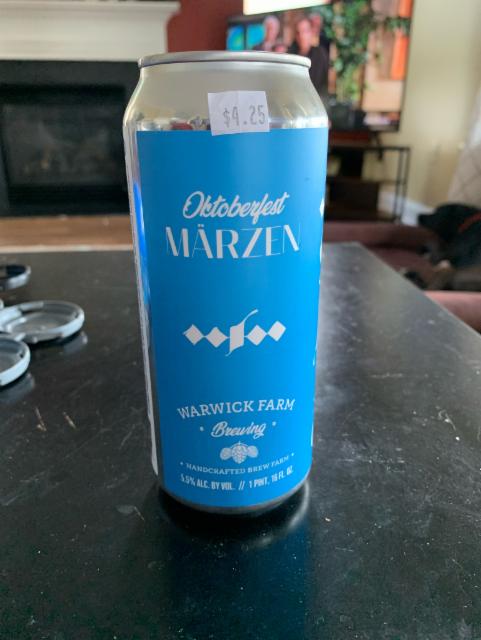 $4.25
Oktoberfest
MÄRZEN
WARWICK FARM
Brewing
• HANDCRAFTED BREW FARM •
5.5% ALC. BY VOL. // 1 PINT, 16 FL. OZ.